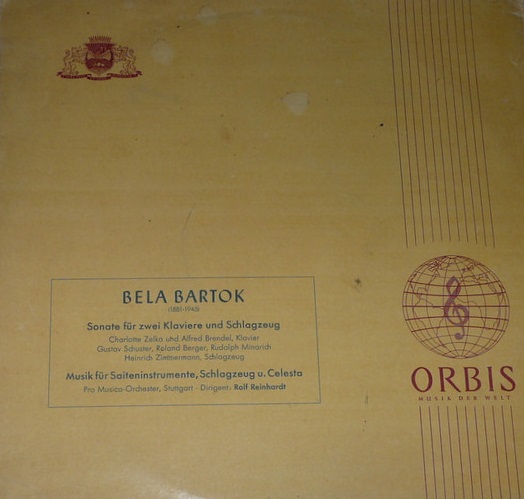 BELA BARTOK
(1881-1945)
Sonate für zwei Klaviere und Schlagzeug
Charlotte Zelka und Alfred Brendel, Klavier
Gustav Schuster, Roland Berger, Rudolph Minarich
Heinrich Zimmermann, Schlagzeug
Musik für Saiteninstrumente, Schlagzeug u. Celesta
Pro Musica-Orchester, Stuttgart · Dirigent: Rolf Reinhardt
ORBIS
MUSIK DER WELT